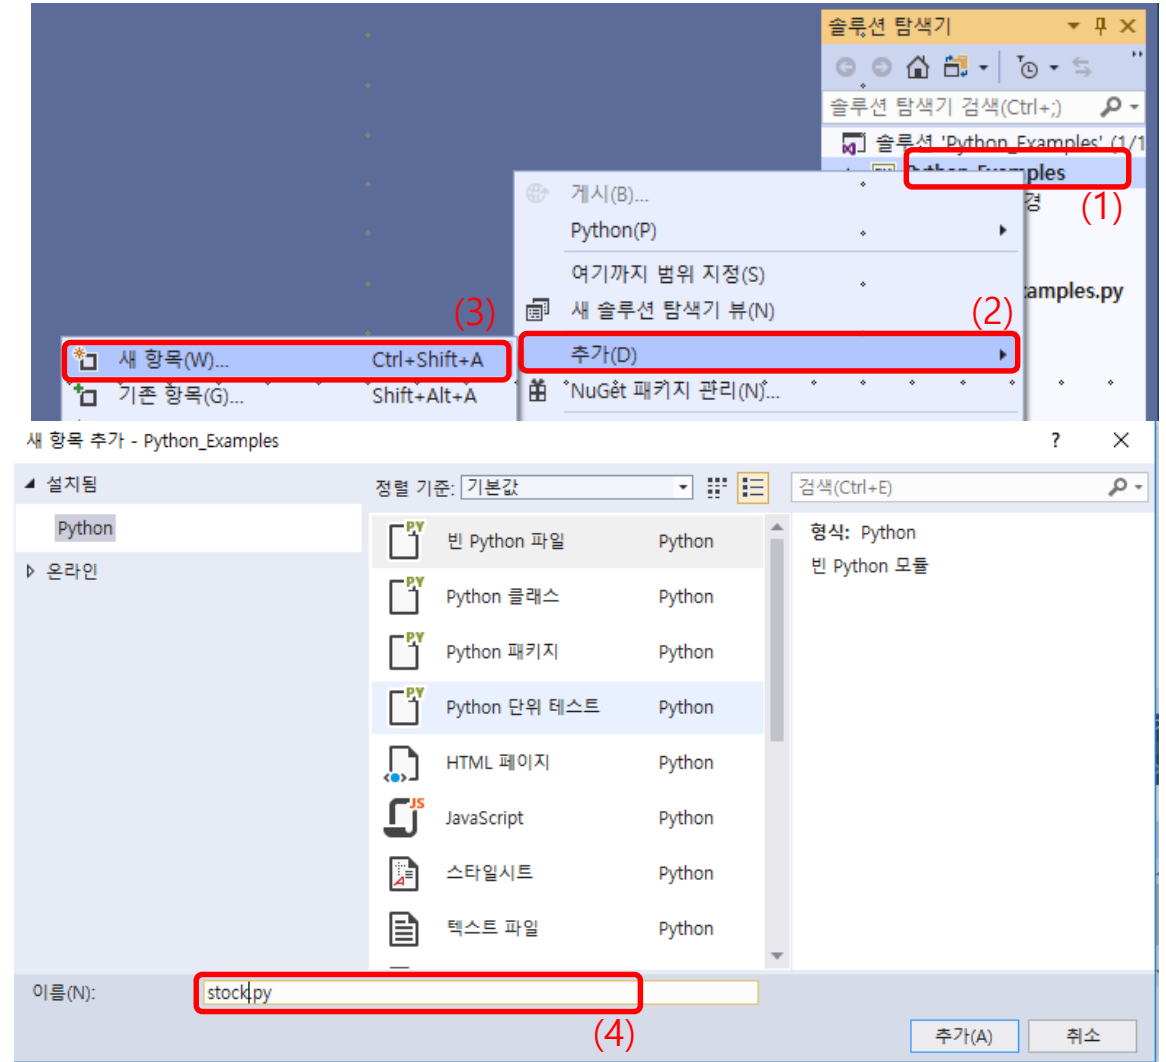 솔루션 탐색기
솔루션 탐색기 검색(Ctrl+;)
솔루션 'Python_Examples' (1/1
Python_Examples
(1)
게시(B)...
경
Python(P)
여기까지 범위 지정(S)
amples.py
새 솔루션 탐색기 뷰(N)
(2)
(3)
추가(D)
새 항목(W)... Ctrl+Shift+A
NuGet 패키지 관리(N)...
기존 항목(G)... Shift+Alt+A
새 항목 추가 - Python_Examples
? ×
설치됨
정렬 기준: 기본값
검색(Ctrl+E)
Python
온라인
빈 Python 파일 Python
Python 클래스 Python
Python 패키지 Python
Python 단위 테스트 Python
HTML 페이지 Python
JavaScript Python
스타일시트 Python
텍스트 파일 Python
형식: Python
빈 Python 모듈
이름(N): stock.py
(4)
추가(A) 취소